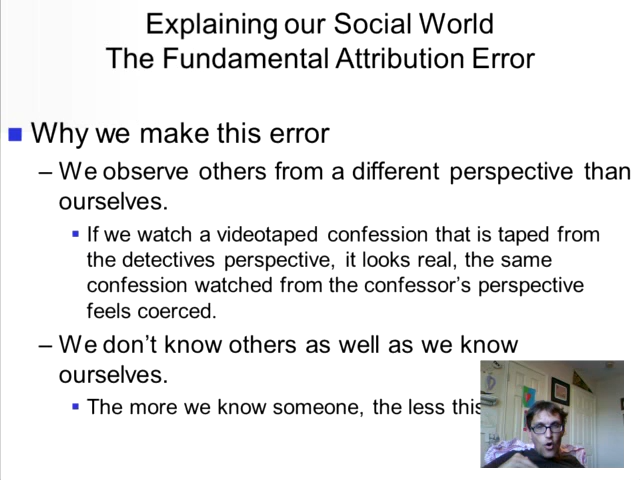 Explaining our Social World
The Fundamental Attribution Error
Why we make this error
– We observe others from a different perspective than
ourselves.
If we watch a videotaped confession that is taped from
the detectives perspective, it looks real, the same
confession watched from the confessor's perspective
feels coerced.
– We don't know others as well as we know
ourselves.
The more we know someone, the less this